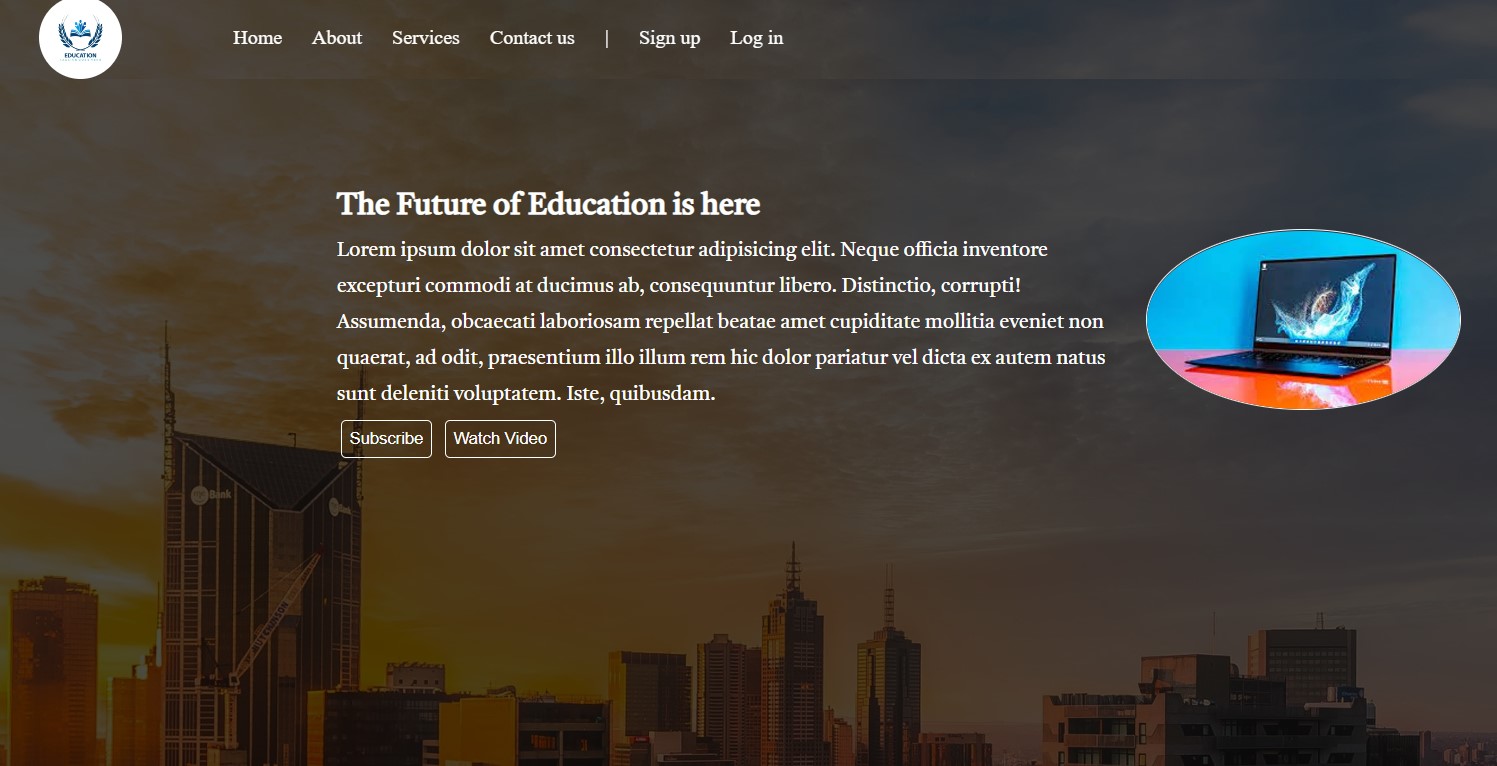 EDUCATION
Home About Services Contact us | Sign up Log in
The Future of Education is here
Lorem ipsum dolor sit amet consectetur adipisicing elit. Neque officia inventore
excepturi commodi at ducimus ab, consequuntur libero. Distinctio, corrupti!
Assumenda, obcaecati laboriosam repellat beatae amet cupiditate mollitia eveniet non
quaerat, ad odit, praesentium illo illum rem hic dolor pariatur vel dicta ex autem natus
sunt deleniti voluptatem. Iste, quibusdam.
Subscribe Watch Video
Bank
HUTCHINSON